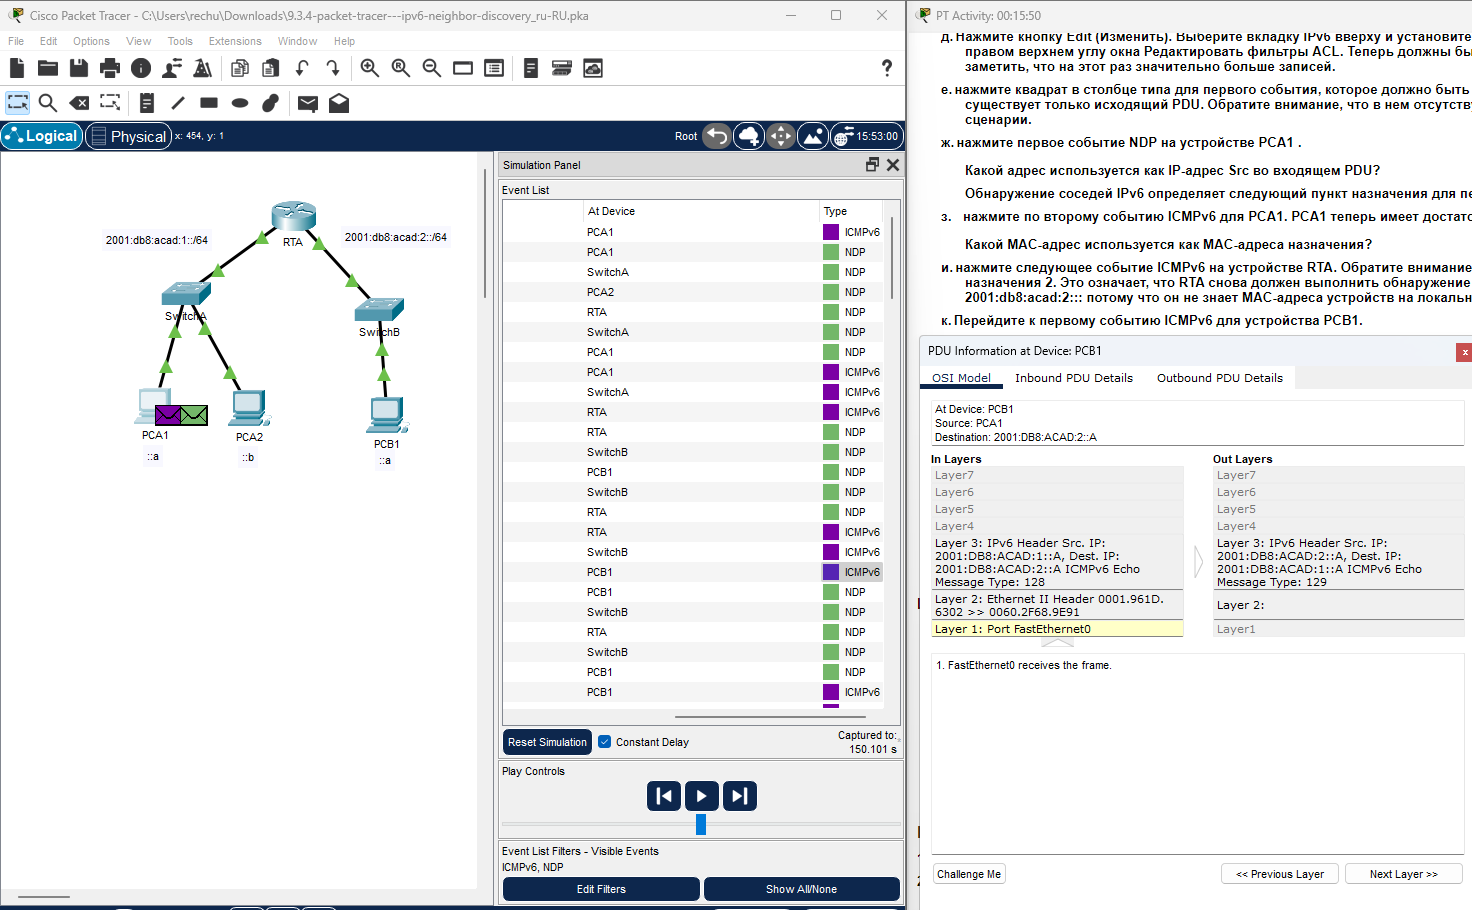 Cisco Packet Tracer - C:\Users\rechu\Downloads\9.3.4-packet-tracer---ipv6-neighbor-discovery_ru-RU.pka
File Edit Options View Tools Extensions Window Help
Logical
Physical
x: 454, y: 1
Root
15:53:00
2001:db8:acad:1::/64
2001:db8:acad:2::/64
RTA
SwitchA
SwitchB
PCA1
::a
PCA2
::b
PCB1
::a
Simulation Panel
Event List
At Device Type
PCA1 ICMPv6
PCA1 NDP
SwitchA NDP
PCA2 NDP
RTA NDP
SwitchA NDP
PCA1 NDP
PCA1 ICMPv6
SwitchA ICMPv6
RTA ICMPv6
RTA NDP
SwitchB NDP
PCB1 NDP
SwitchB NDP
RTA NDP
RTA ICMPv6
SwitchB ICMPv6
PCB1 ICMPv6
PCB1 NDP
SwitchB NDP
RTA NDP
SwitchB NDP
PCB1 NDP
PCB1 ICMPv6
Reset Simulation
Constant Delay
Captured to:
150.101 s
Play Controls
Event List Filters - Visible Events
ICMPv6, NDP
Edit Filters
Show All/None
PT Activity: 00:15:50
д. Нажмите кнопку Edit (Изменить). Выберите вкладку IPv6 вверху и установите
правом верхнем углу окна Редактировать фильтры ACL. Теперь должны бы
заметить, что на этот раз значительно больше записей.
е. нажмите квадрат в столбце типа для первого события, которое должно быть
существует только исходящий PDU. Обратите внимание, что в нем отсутств
сценарии.
ж. нажмите первое событие NDP на устройстве PCA1 .
Какой адрес используется как IP-адрес Src во входящем PDU?
Обнаружение соседей IPv6 определяет следующий пункт назначения для пе
з. нажмите по второму событию ICMPv6 для PCA1. PCA1 теперь имеет достато
Какой MAC-адрес используется как MAC-адреса назначения?
и. нажмите следующее событие ICMPv6 на устройстве RTA. Обратите внимание
назначения 2. Это означает, что RTA снова должен выполнить обнаружение
2001:db8:acad:2::: потому что он не знает MAC-адреса устройств на локальн
к. Перейдите к первому событию ICMPv6 для устройства PCB1.
PDU Information at Device: PCB1
x
OSI Model Inbound PDU Details Outbound PDU Details
At Device: PCB1
Source: PCA1
Destination: 2001:DB8:ACAD:2::A
In Layers
Layer7
Layer6
Layer5
Layer4
Layer 3: IPv6 Header Src. IP:
2001:DB8:ACAD:1::A, Dest. IP:
2001:DB8:ACAD:2::A ICMPv6 Echo
Message Type: 128
Layer 2: Ethernet II Header 0001.961D.
6302 >> 0060.2F68.9E91
Layer 1: Port FastEthernet0
Out Layers
Layer7
Layer6
Layer5
Layer4
Layer 3: IPv6 Header Src. IP:
2001:DB8:ACAD:2::A, Dest. IP:
2001:DB8:ACAD:1::A ICMPv6 Echo
Message Type: 129
Layer 2:
Layer1
1. FastEthernet0 receives the frame.
Challenge Me
<< Previous Layer
Next Layer >>